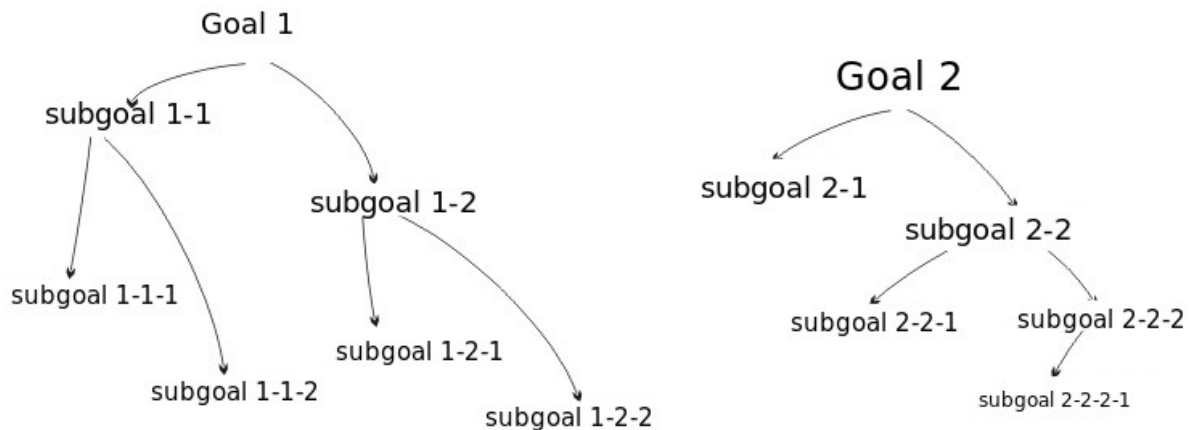 Goal 1
subgoal 1-1
subgoal 1-2
subgoal 1-1-1
subgoal 1-2-1
subgoal 1-1-2
subgoal 1-2-2
Goal 2
subgoal 2-1
subgoal 2-2
subgoal 2-2-1
subgoal 2-2-2
subgoal 2-2-2-1